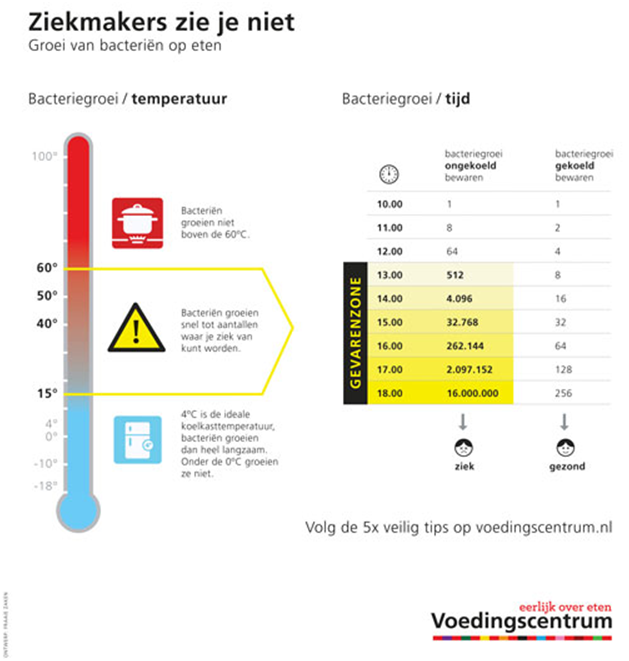 Ziekmakers zie je niet
Groei van bacteriën op eten
Bacteriegroei / temperatuur
100°
60°
50°
40°
15°
4°
0°
-10°
-18°
Bacteriën
groeien niet
boven de 60°C.
!
Bacteriën groeien
snel tot aantallen
waar je ziek van
kunt worden.
4°
4°C is de ideale
koelkasttemperatuur,
bacteriën groeien
dan heel langzaam.
Onder de 0°C groeien
ze niet.
Bacteriegroei / tijd
bacteriegroei ongekoeld bewaren
bacteriegroei gekoeld bewaren
10.00 1 1
11.00 8 2
12.00 64 4
GEVARENZONE
13.00 512 8
14.00 4.096 16
15.00 32.768 32
16.00 262.144 64
17.00 2.097.152 128
18.00 16.000.000 256
ziek gezond
Volg de 5x veilig tips op voedingscentrum.nl
eerlijk over eten
Voedingscentrum
ONTWERP: FRAAIE ZAKEN